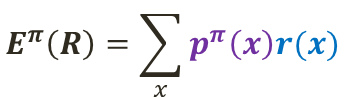 E^π(R) = ∑_x p^π(x)r(x)